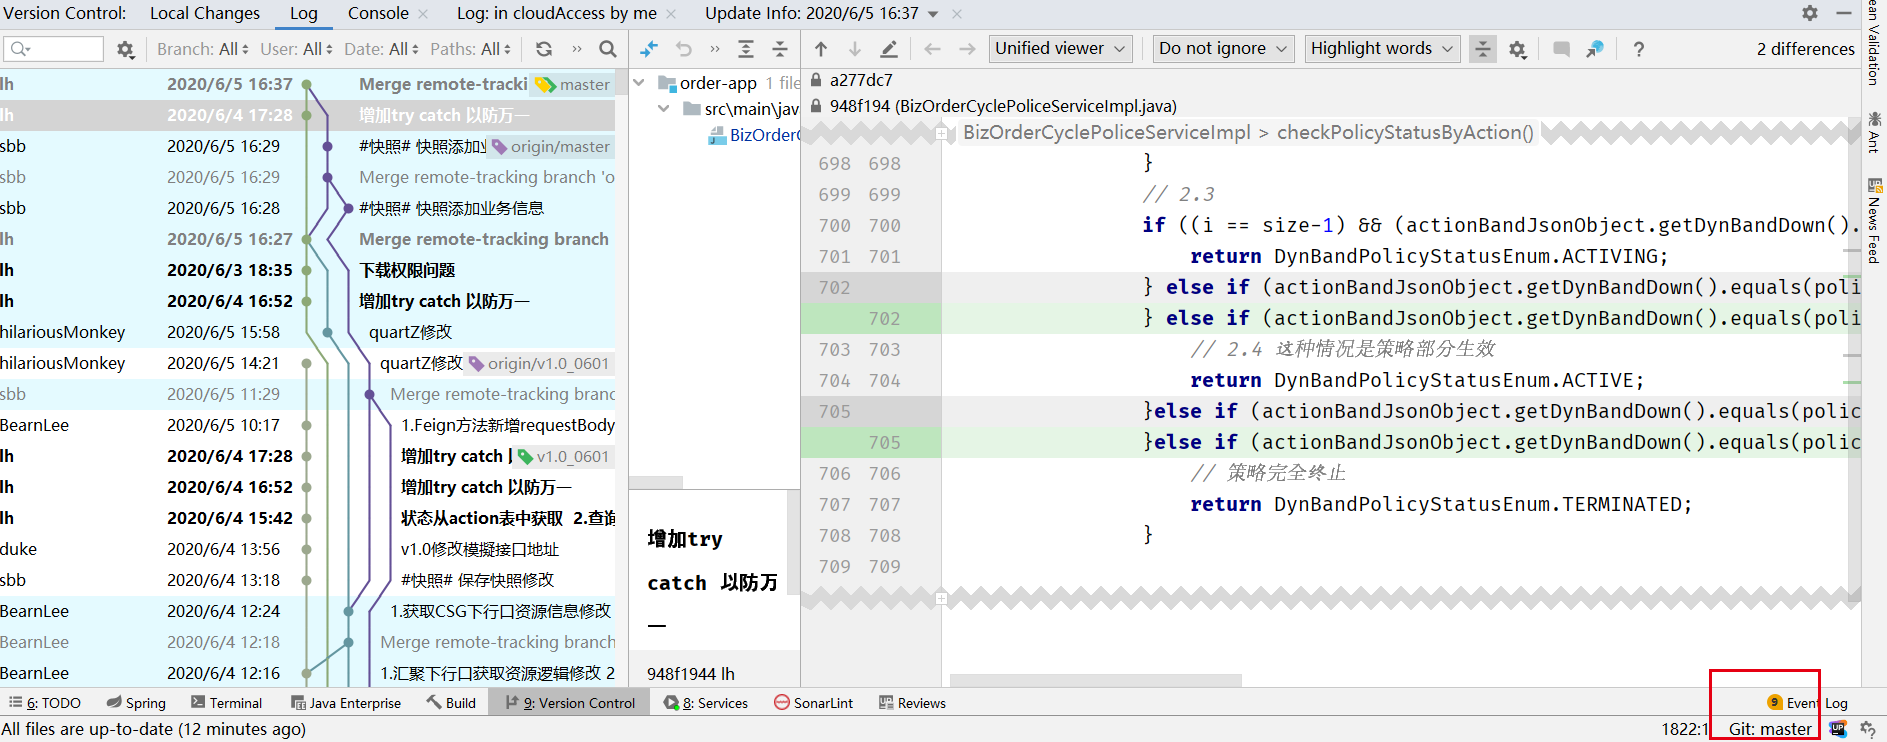 Version Control: Local Changes Log Console Log: in cloudAccess by me Update Info: 2020/6/5 16:37
Branch: All User: All Date: All Paths: All
Unified viewer Do not ignore Highlight words ? 2 differences
lh 2020/6/5 16:37 Merge remote-tracki master
lh 2020/6/4 17:28 增加try catch 以防万一
sbb 2020/6/5 16:29 #快照# 快照添加业 origin/master
sbb 2020/6/5 16:29 Merge remote-tracking branch 'o
sbb 2020/6/5 16:28 #快照# 快照添加业务信息
lh 2020/6/5 16:27 Merge remote-tracking branch
lh 2020/6/3 18:35 下载权限问题
lh 2020/6/4 16:52 增加try catch 以防万一
hilariousMonkey 2020/6/5 15:58 quartZ修改
hilariousMonkey 2020/6/5 14:21 quartZ修改 origin/v1.0_0601
sbb 2020/6/5 11:29 Merge remote-tracking branc
BearnLee 2020/6/5 10:17 1.Feign方法新增requestBody
lh 2020/6/4 17:28 增加try catch v1.0_0601
lh 2020/6/4 16:52 增加try catch 以防万一
lh 2020/6/4 15:42 状态从action表中获取 2.查询
duke 2020/6/4 13:56 v1.0修改模擬接口地址
sbb 2020/6/4 13:18 #快照# 保存快照修改
BearnLee 2020/6/4 12:24 1.获取CSG下行口资源信息修改
BearnLee 2020/6/4 12:18 Merge remote-tracking branch
BearnLee 2020/6/4 12:16 1.汇聚下行口获取资源逻辑修改 2
order-app 1 file
src\main\jav
BizOrderC
增加try
catch 以防万
一
948f1944 lh
a277dc7
948f194 (BizOrderCyclePoliceServiceImpl.java)
BizOrderCyclePoliceServiceImpl > checkPolicyStatusByAction()
698 698 }
699 699 // 2.3
700 700 if ((i == size-1) && (actionBandJsonObject.getDynBandDown().
701 701 return DynBandPolicyStatusEnum.ACTIVING;
702 } else if (actionBandJsonObject.getDynBandDown().equals(poli
702 } else if (actionBandJsonObject.getDynBandDown().equals(poli
703 703 // 2.4 这种情况是策略部分生效
704 704 return DynBandPolicyStatusEnum.ACTIVE;
705 }else if (actionBandJsonObject.getDynBandDown().equals(polic
705 }else if (actionBandJsonObject.getDynBandDown().equals(polic
706 706 // 策略完全终止
707 707 return DynBandPolicyStatusEnum.TERMINATED;
708 708 }
709 709
ean Validation
Ant
News Feed
6: TODO Spring Terminal Java Enterprise Build 9: Version Control 8: Services SonarLint Reviews 9 Event Log
All files are up-to-date (12 minutes ago) 1822:1 Git: master